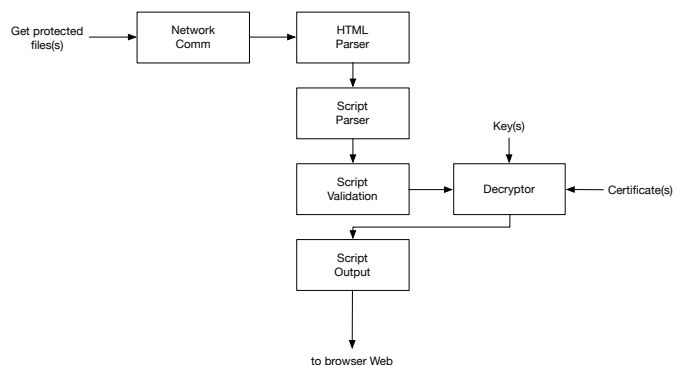 Get protected
files(s)
Network
Comm
HTML
Parser
Script
Parser
Key(s)
Script
Validation
Decryptor
Certificate(s)
Script
Output
to browser Web